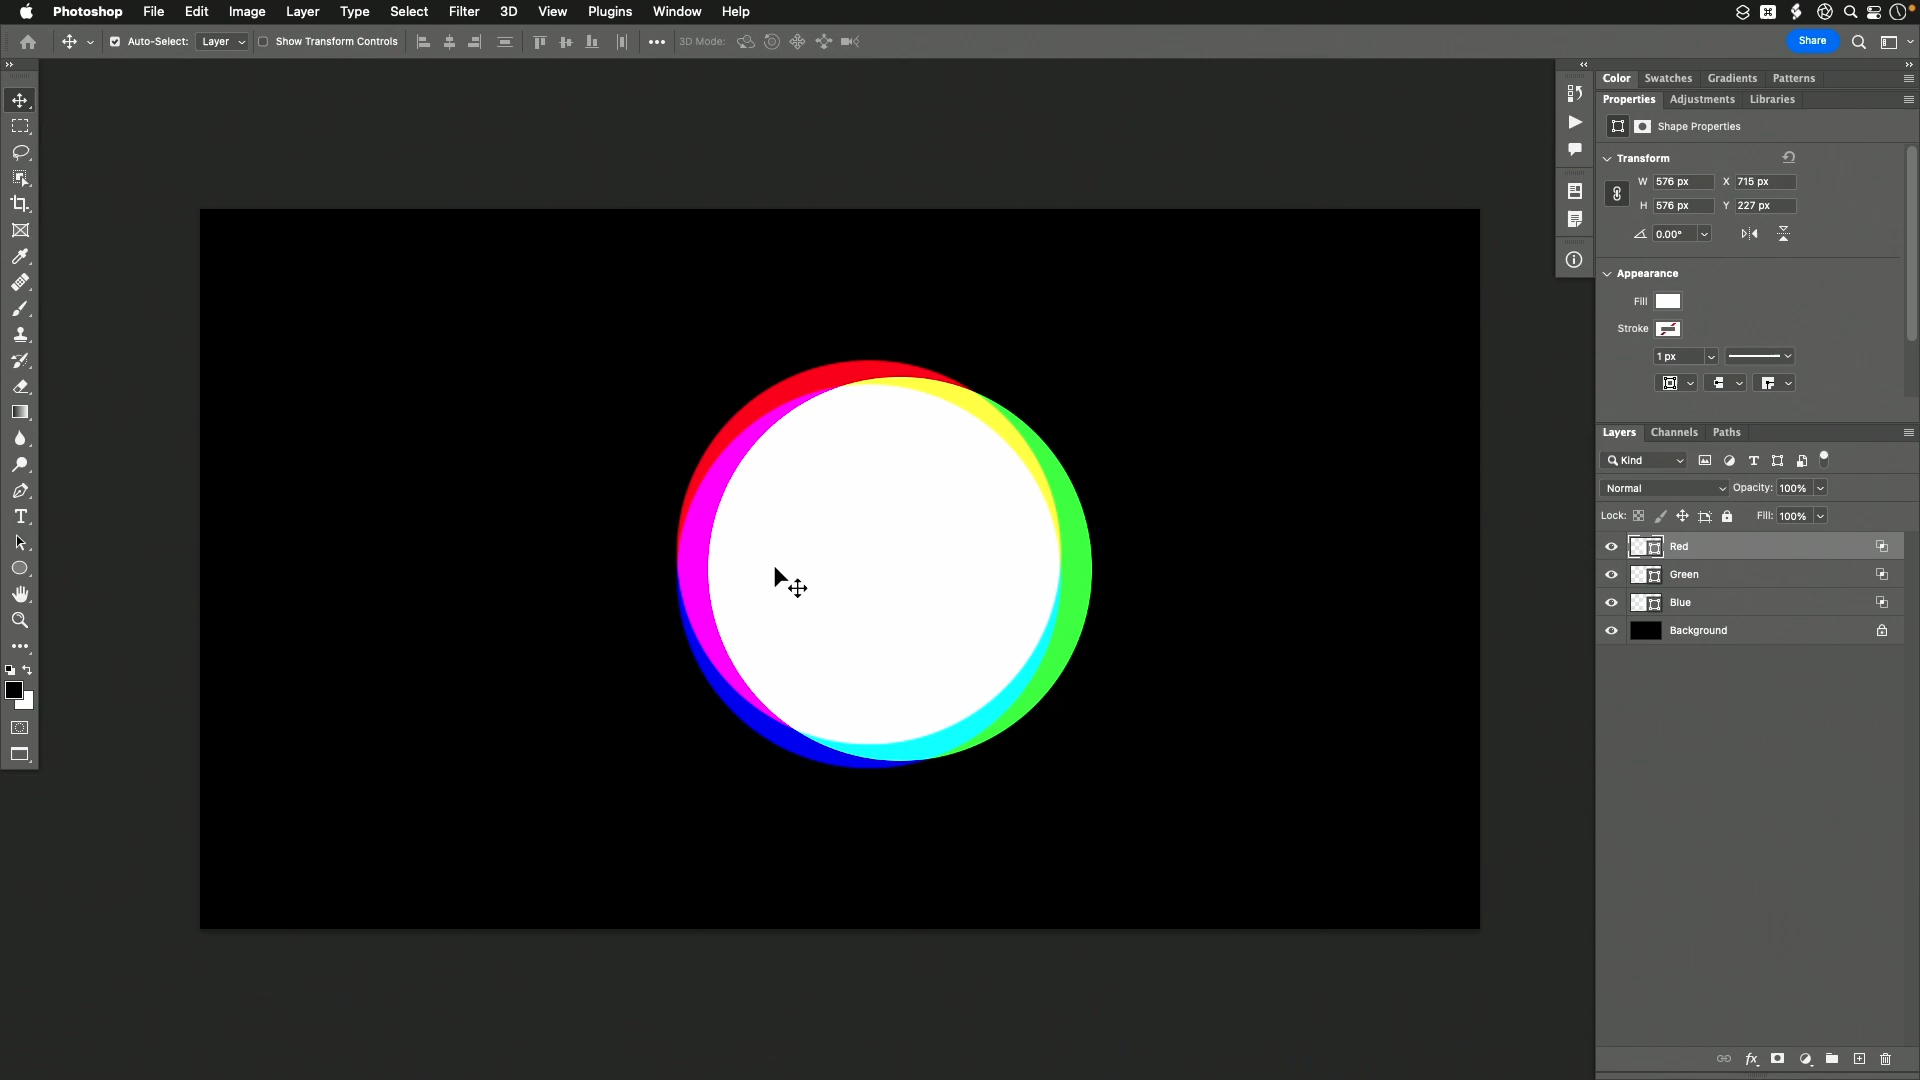 Photoshop File Edit Image Layer Type Select Filter 3D View Plugins Window Help
Auto-Select: Layer Show Transform Controls 3D Mode: Share
Color Swatches Gradients Patterns
Properties Adjustments Libraries
Shape Properties
Transform
W 576 px X 715 px
H 576 px Y 227 px
0.00°
Appearance
Fill
Stroke
1 px
Layers Channels Paths
Kind
Normal Opacity: 100%
Lock: Fill: 100%
Red
Green
Blue
Background